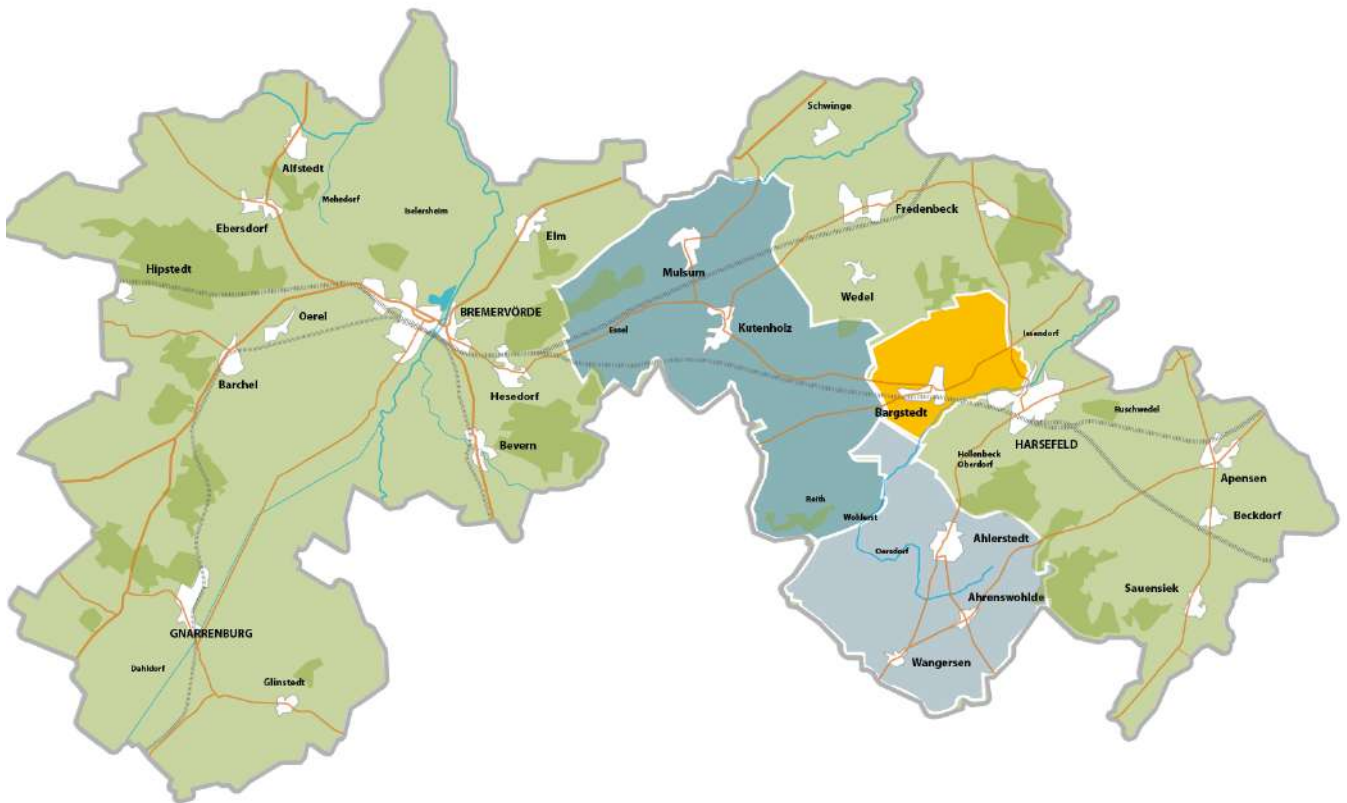 Schwinge
Alfstedt
Mehedorf
Iselersheim
Fredenbeck
Ebersdorf
Elm
Hipstedt
Mulsum
Wedel
Oerel
BREMERVÖRDE
Essel
Kutenholz
Issendorf
Barchel
Hesedorf
Bargstedt
Ruschwedel
HARSEFELD
Bevern
Hollenbeck
Oberdorf
Apensen
Reith
Wohlerst
Beckdorf
Ahlerstedt
Oersdorf
Sauensiek
Ahrenswohlde
GNARRENBURG
Wangersen
Dahldorf
Glinstedt